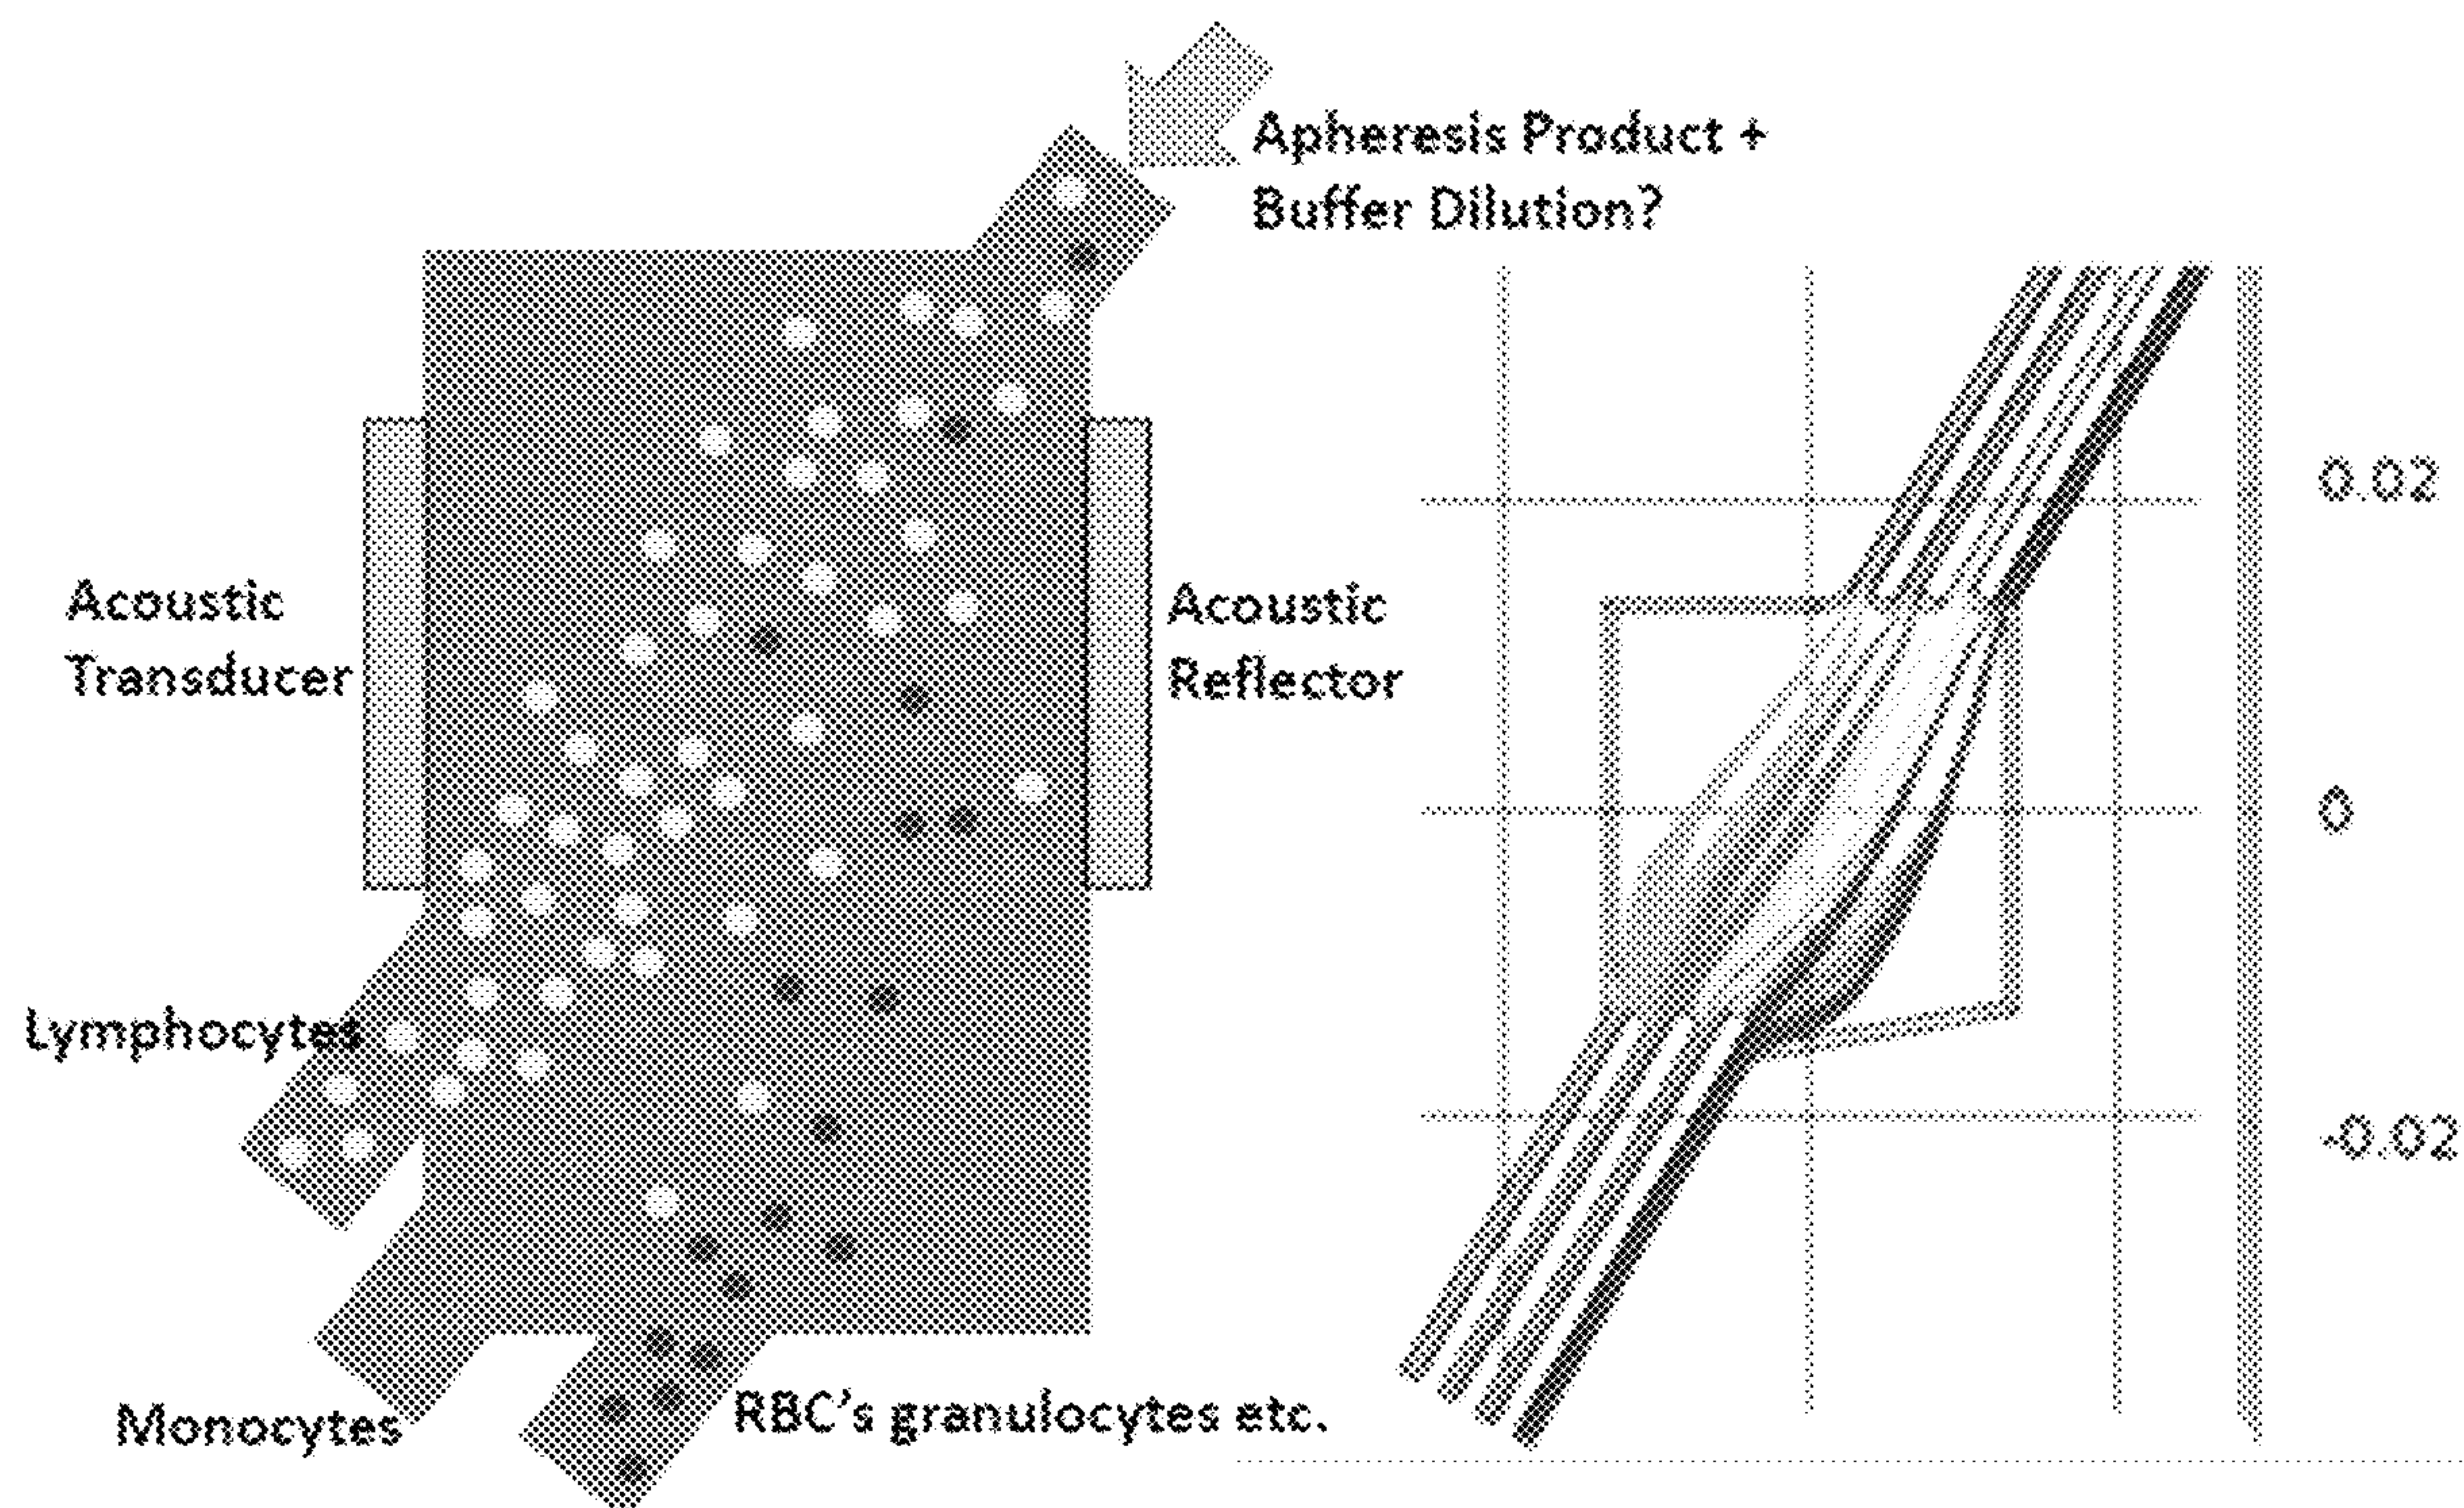 Apheresis Product +
Buffer Dilution?
Acoustic
Transducer
Acoustic
Reflector
Lymphocytes
Monocytes
RBC's granulocytes etc.
0.02
0
-0.02